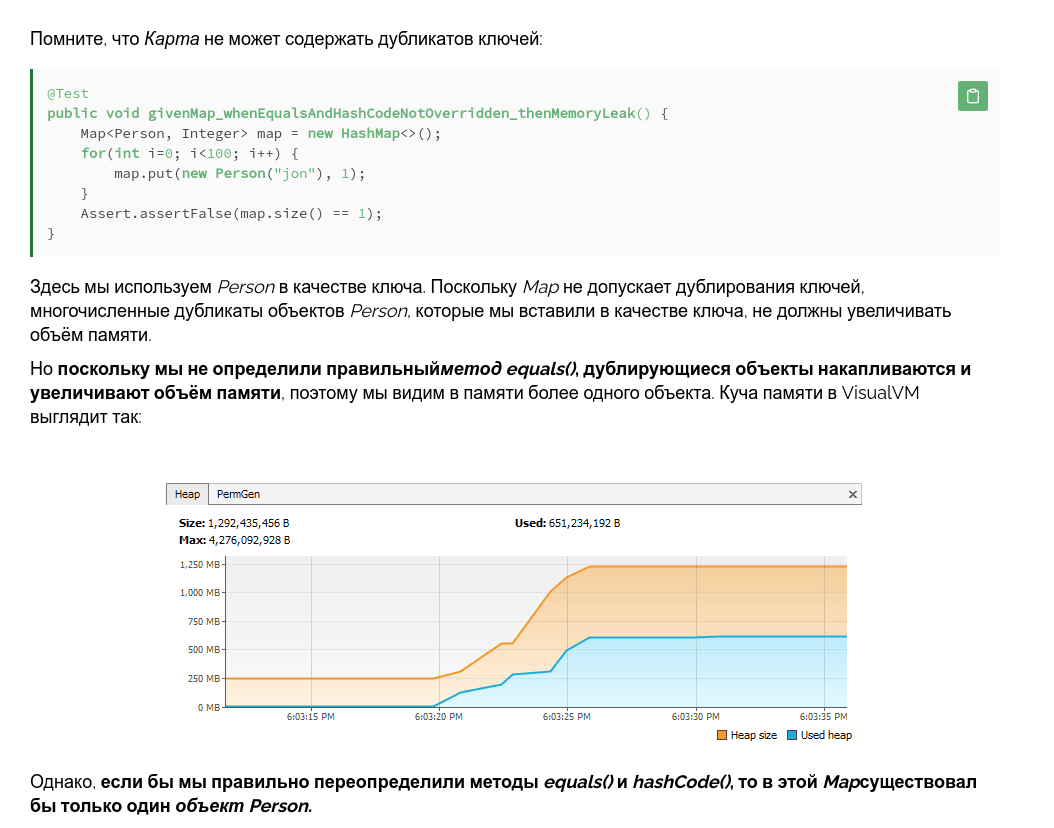 Помните, что Карта не может содержать дубликатов ключей:
@Test
public void givenMap_whenEqualsAndHashCodeNotOverridden_thenMemoryLeak() {
    Map<Person, Integer> map = new HashMap<>();
    for(int i=0; i<100; i++) {
        map.put(new Person("jon"), 1);
    }
    Assert.assertFalse(map.size() == 1);
}
Здесь мы используем Person в качестве ключа. Поскольку Map не допускает дублирования ключей,
многочисленные дубликаты объектов Person, которые мы вставили в качестве ключа, не должны увеличивать
объём памяти.
Но поскольку мы не определили правильныйметод equals(), дублирующиеся объекты накапливаются и
увеличивают объём памяти, поэтому мы видим в памяти более одного объекта. Куча памяти в VisualVM
выглядит так:
Heap PermGen
Size: 1,292,435,456 B Used: 651,234,192 B
Max: 4,276,092,928 B
1,250 MB
1,000 MB
750 MB
500 MB
250 MB
0 MB
6:03:15 PM 6:03:20 PM 6:03:25 PM 6:03:30 PM 6:03:35 PM
Heap size Used heap
Однако, если бы мы правильно переопределили методы equals() и hashCode(), то в этой Mapсуществовал
бы только один объект Person.